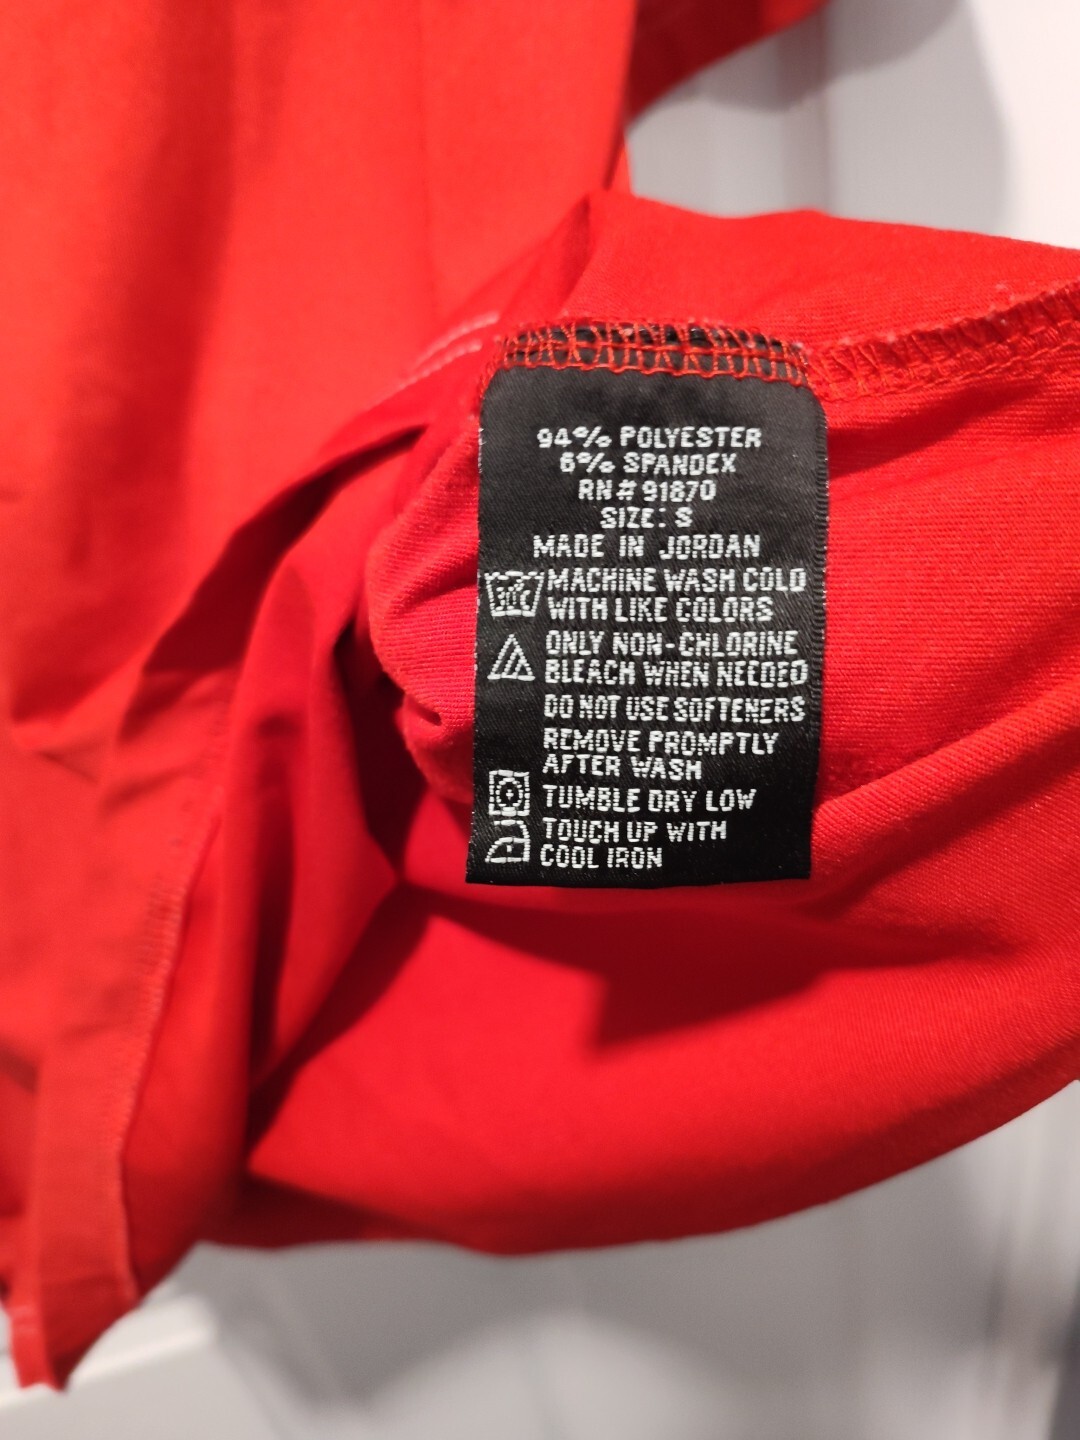 94% POLYESTER
6% SPANDEX
RN# 91870
SIZE: S
MADE IN JORDAN
30°C
MACHINE WASH COLD
WITH LIKE COLORS
ONLY NON-CHLORINE
BLEACH WHEN NEEDED
DO NOT USE SOFTENERS
REMOVE PROMPTLY
AFTER WASH
TUMBLE DRY LOW
TOUCH UP WITH
COOL IRON